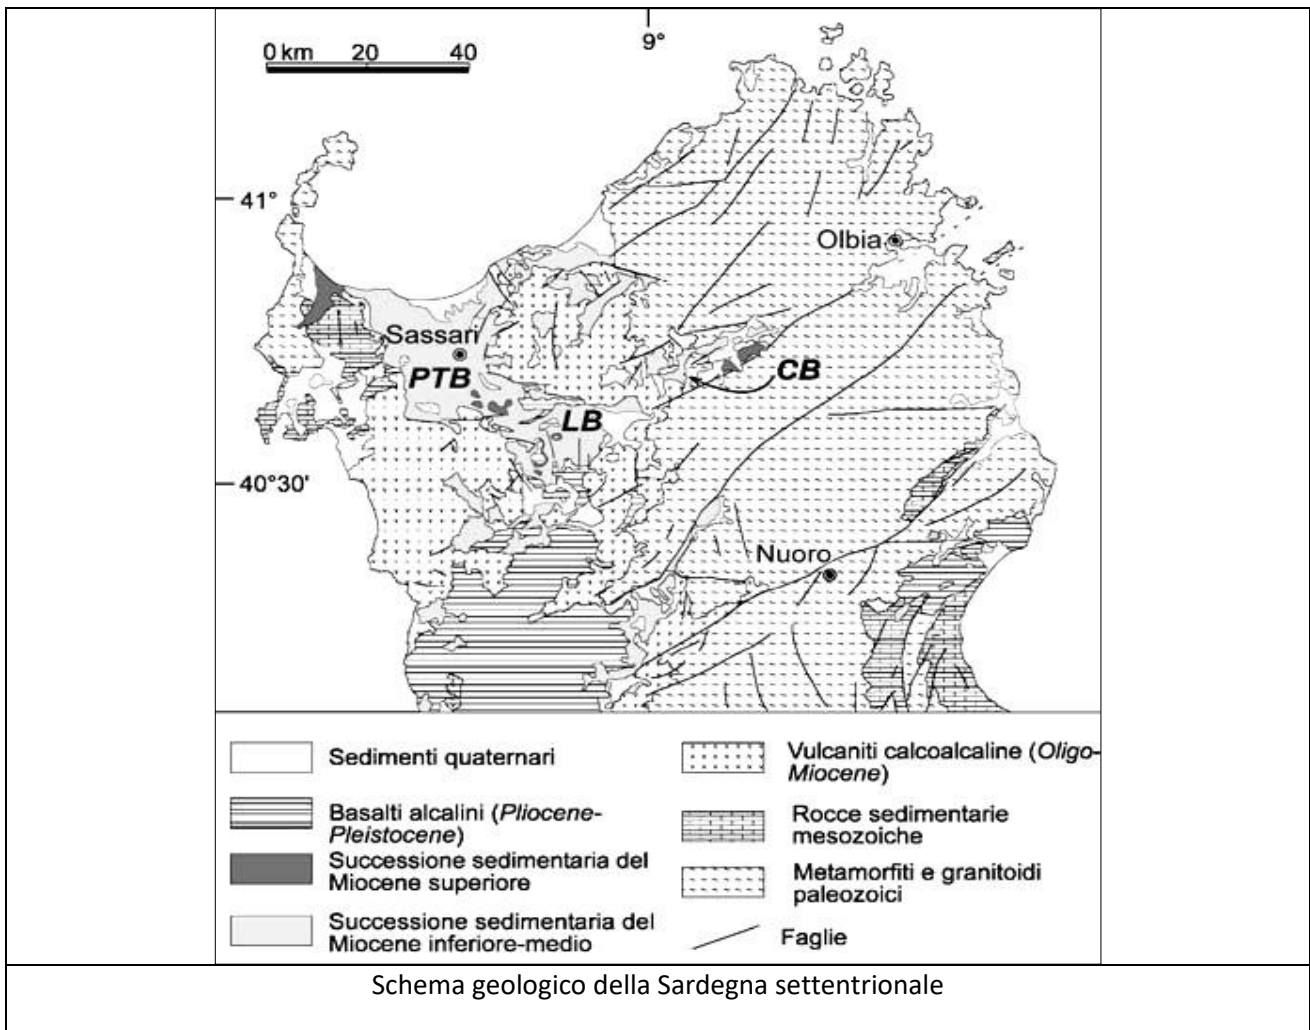 9°
0 km 20 40
41°
Olbia
Sassari
PTB
CB
LB
40°30'
Nuoro
Sedimenti quaternari
Basalti alcalini (Pliocene-
Pleistocene)
Successione sedimentaria del
Miocene superiore
Successione sedimentaria del
Miocene inferiore-medio
Vulcaniti calcoalcaline (Oligo-
Miocene)
Rocce sedimentarie
mesozoiche
Metamorfiti e granitoidi
paleozoici
Faglie
Schema geologico della Sardegna settentrionale